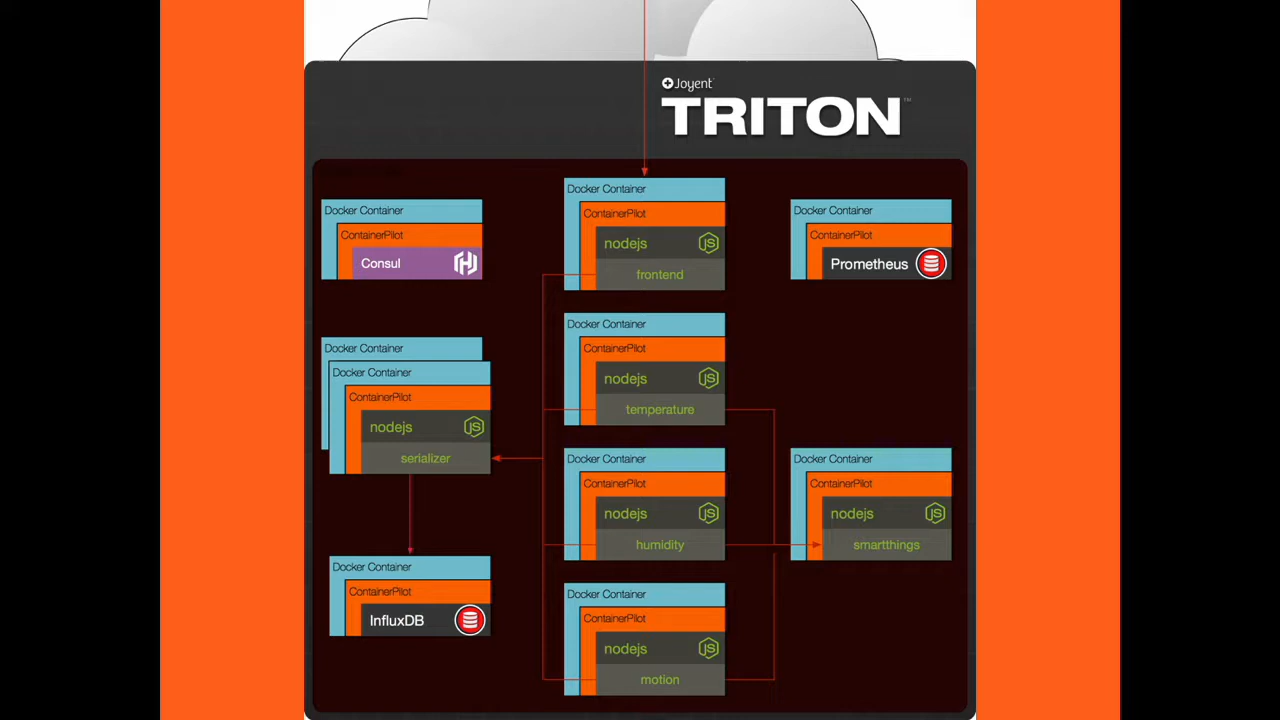 Joyent
TRITON™
Docker Container
ContainerPilot
Consul
Docker Container
ContainerPilot
nodejs
frontend
Docker Container
ContainerPilot
Prometheus
Docker Container
Docker Container
ContainerPilot
nodejs
serializer
Docker Container
ContainerPilot
nodejs
temperature
Docker Container
ContainerPilot
nodejs
humidity
Docker Container
ContainerPilot
nodejs
smartthings
Docker Container
ContainerPilot
InfluxDB
Docker Container
ContainerPilot
nodejs
motion